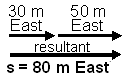 30 m 50 m
East East
resultant
s = 80 m East